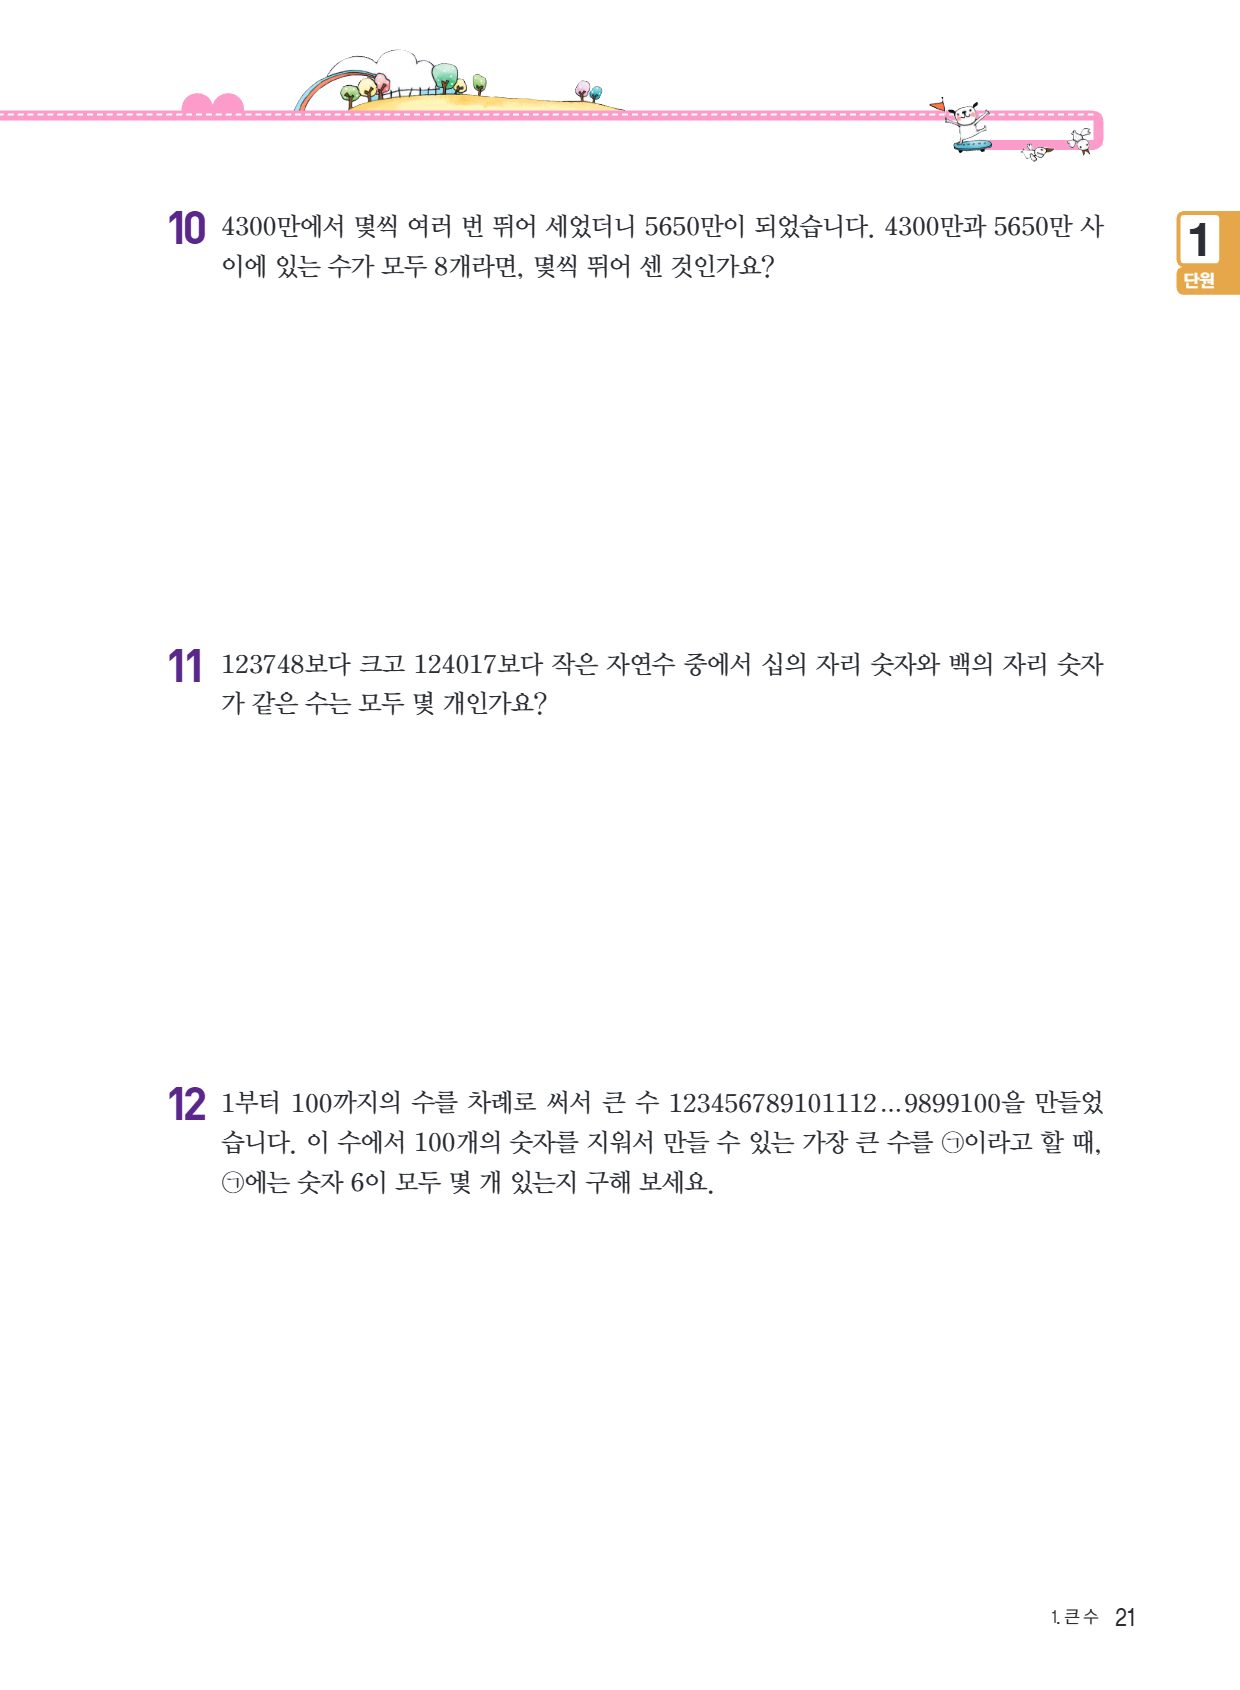 10 4300만에서 몇씩 여러 번 뛰어 세었더니 5650만이 되었습니다. 4300만과 5650만 사
이에 있는 수가 모두 8개라면, 몇씩 뛰어 센 것인가요?
1
단원
11 123748보다 크고 124017보다 작은 자연수 중에서 십의 자리 숫자와 백의 자리 숫자
가 같은 수는 모두 몇 개인가요?
12 1부터 100까지의 수를 차례로 써서 큰 수 123456789101112...9899100을 만들었
습니다. 이 수에서 100개의 숫자를 지워서 만들 수 있는 가장 큰 수를 ㉠이라고 할 때,
㉠에는 숫자 6이 모두 몇 개 있는지 구해 보세요.
1. 큰 수 21